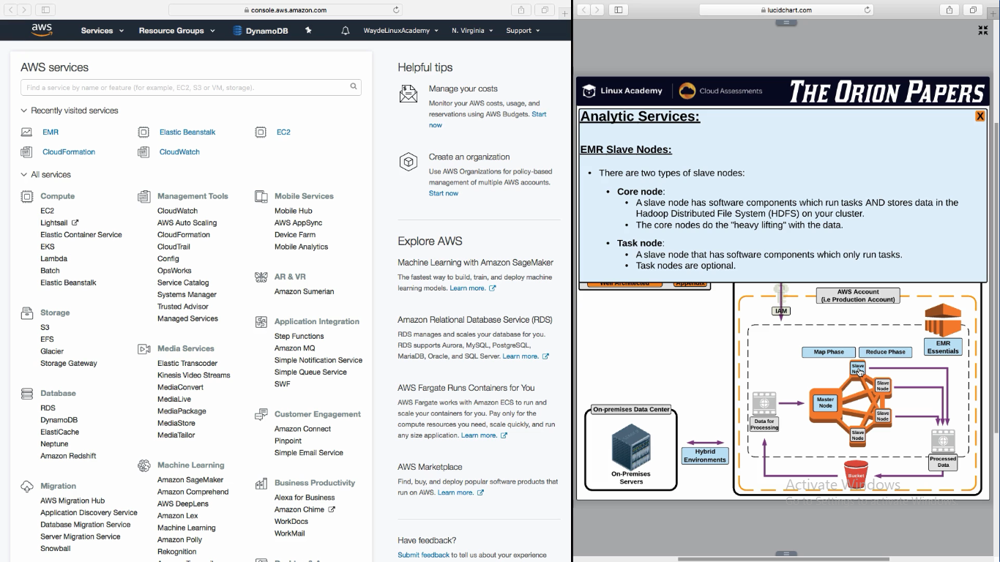 console.aws.amazon.com
aws
Services
Resource Groups
DynamoDB
WaydeLinuxAcademy
N. Virginia
Support
AWS services
Find a service by name or feature (for example, EC2, S3 or VM, storage).
Recently visited services
EMR
Elastic Beanstalk
EC2
CloudFormation
CloudWatch
All services
Compute
EC2
Lightsail
Elastic Container Service
EKS
Lambda
Batch
Elastic Beanstalk
Storage
S3
EFS
Glacier
Storage Gateway
Database
RDS
DynamoDB
ElastiCache
Neptune
Amazon Redshift
Migration
AWS Migration Hub
Application Discovery Service
Database Migration Service
Server Migration Service
Snowball
Management Tools
CloudWatch
AWS Auto Scaling
CloudFormation
CloudTrail
Config
OpsWorks
Service Catalog
Systems Manager
Trusted Advisor
Managed Services
Media Services
Elastic Transcoder
Kinesis Video Streams
MediaConvert
MediaLive
MediaPackage
MediaStore
MediaTailor
Machine Learning
Amazon SageMaker
Amazon Comprehend
AWS DeepLens
Amazon Lex
Machine Learning
Amazon Polly
Rekognition
Mobile Services
Mobile Hub
AWS AppSync
Device Farm
Mobile Analytics
AR & VR
Amazon Sumerian
Application Integration
Step Functions
Amazon MQ
Simple Notification Service
Simple Queue Service
SWF
Customer Engagement
Amazon Connect
Pinpoint
Simple Email Service
Business Productivity
Alexa for Business
Amazon Chime
WorkDocs
WorkMail
Helpful tips
Manage your costs
Monitor your AWS costs, usage, and
reservations using AWS Budgets. Start
now
Create an organization
Use AWS Organizations for policy-based
management of multiple AWS accounts.
Start now
Explore AWS
Machine Learning with Amazon SageMaker
The fastest way to build, train, and deploy machine
learning models. Learn more.
Amazon Relational Database Service (RDS)
RDS manages and scales your database for you.
RDS supports Aurora, MySQL, PostgreSQL,
MariaDB, Oracle, and SQL Server. Learn more.
AWS Fargate Runs Containers for You
AWS Fargate works with Amazon ECS to run and
scale your containers for you. Pay only for the
compute resources you need, scale quickly, and run
any size application. Learn more.
AWS Marketplace
Find, buy, and deploy popular software products that
run on AWS. Learn more.
Have feedback?
Submit feedback to tell us about your experience
lucidchart.com
Linux Academy
Cloud Assessments
THE ORION PAPERS
Analytic Services:
X
EMR Slave Nodes:
• There are two types of slave nodes:
• Core node:
• A slave node has software components which run tasks AND stores data in the
Hadoop Distributed File System (HDFS) on your cluster.
• The core nodes do the "heavy lifting" with the data.
• Task node:
• A slave node that has software components which only run tasks.
• Task nodes are optional.
Well Architected
Appendix
AWS Account
(i.e Production Account)
IAM
EMR
Essentials
Map Phase
Reduce Phase
Slave
Node
Slave
Node
Master
Node
Slave
Node
Slave
Node
Data for
Processing
Processed
Data
Bucket
On-premises Data Center
On-Premises
Servers
Hybrid
Environments
Activate Windows
Go to Settings to activate Windows.